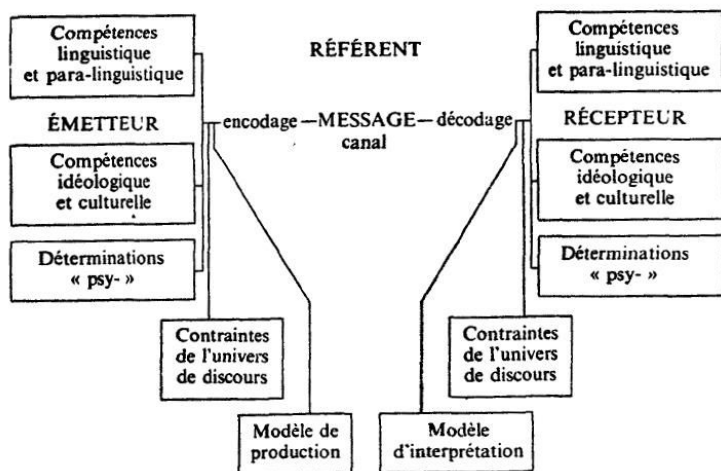 Compétences
linguistique
et para-linguistique
RÉFÉRENT
Compétences
linguistique
et para-linguistique
ÉMETTEUR
encodage — MESSAGE — décodage
canal
RÉCEPTEUR
Compétences
idéologique
et culturelle
Compétences
idéologique
et culturelle
Déterminations
« psy- »
Déterminations
« psy- »
Contraintes
de l'univers
de discours
Contraintes
de l'univers
de discours
Modèle de
production
Modèle
d'interprétation